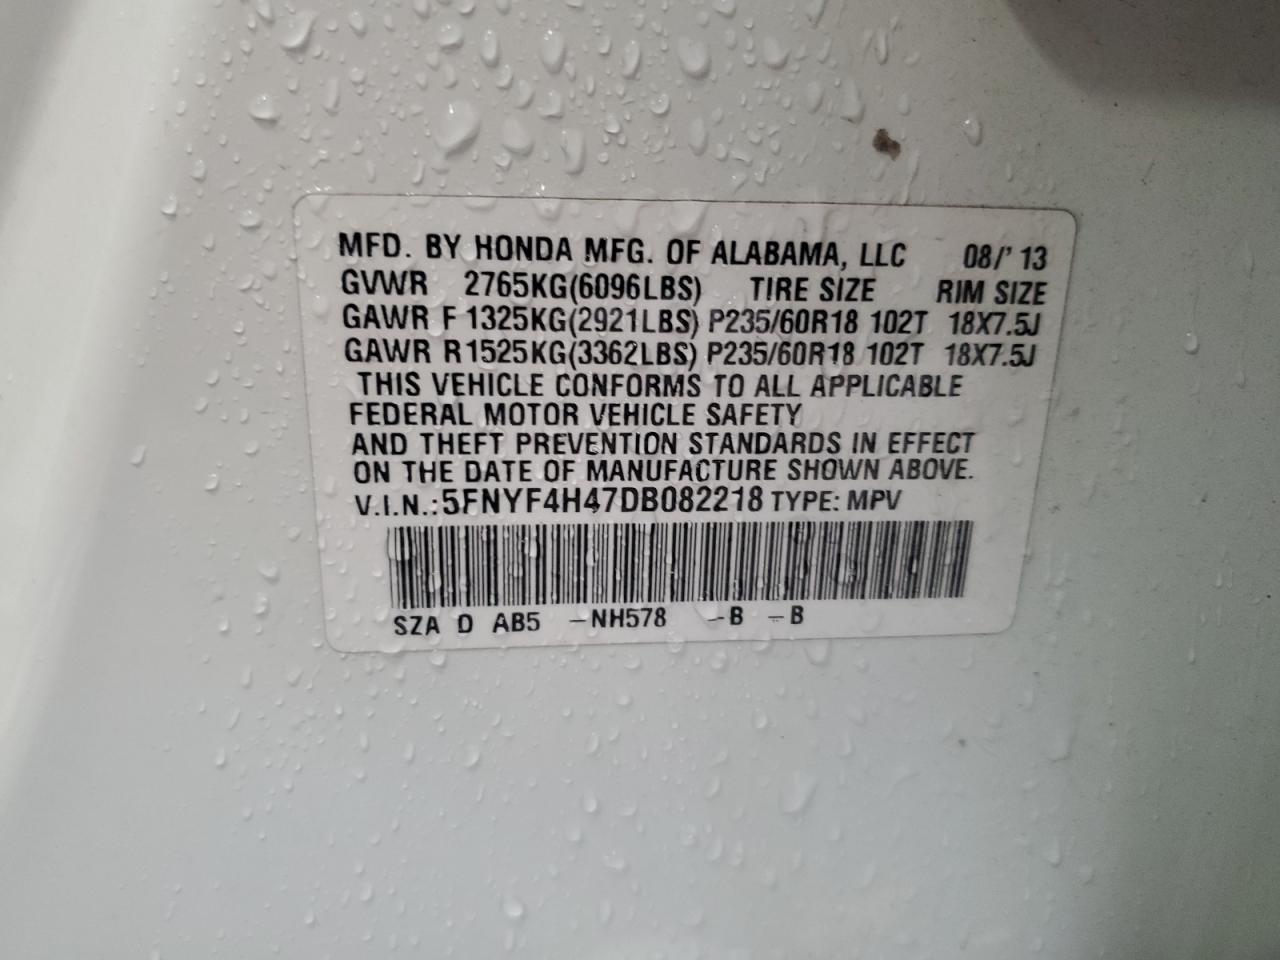 MFD. BY HONDA MFG. OF ALABAMA, LLC 08/' 13
GVWR 2765KG(6096LBS) TIRE SIZE RIM SIZE
GAWR F 1325KG(2921LBS) P235/60R18 102T 18X7.5J
GAWR R1525KG(3362LBS) P235/60R18 102T 18X7.5J
THIS VEHICLE CONFORMS TO ALL APPLICABLE
FEDERAL MOTOR VEHICLE SAFETY
AND THEFT PREVENTION STANDARDS IN EFFECT
ON THE DATE OF MANUFACTURE SHOWN ABOVE.
V.I.N.:5FNYF4H47DB082218 TYPE: MPV
SZA D AB5 –NH578 –B –B